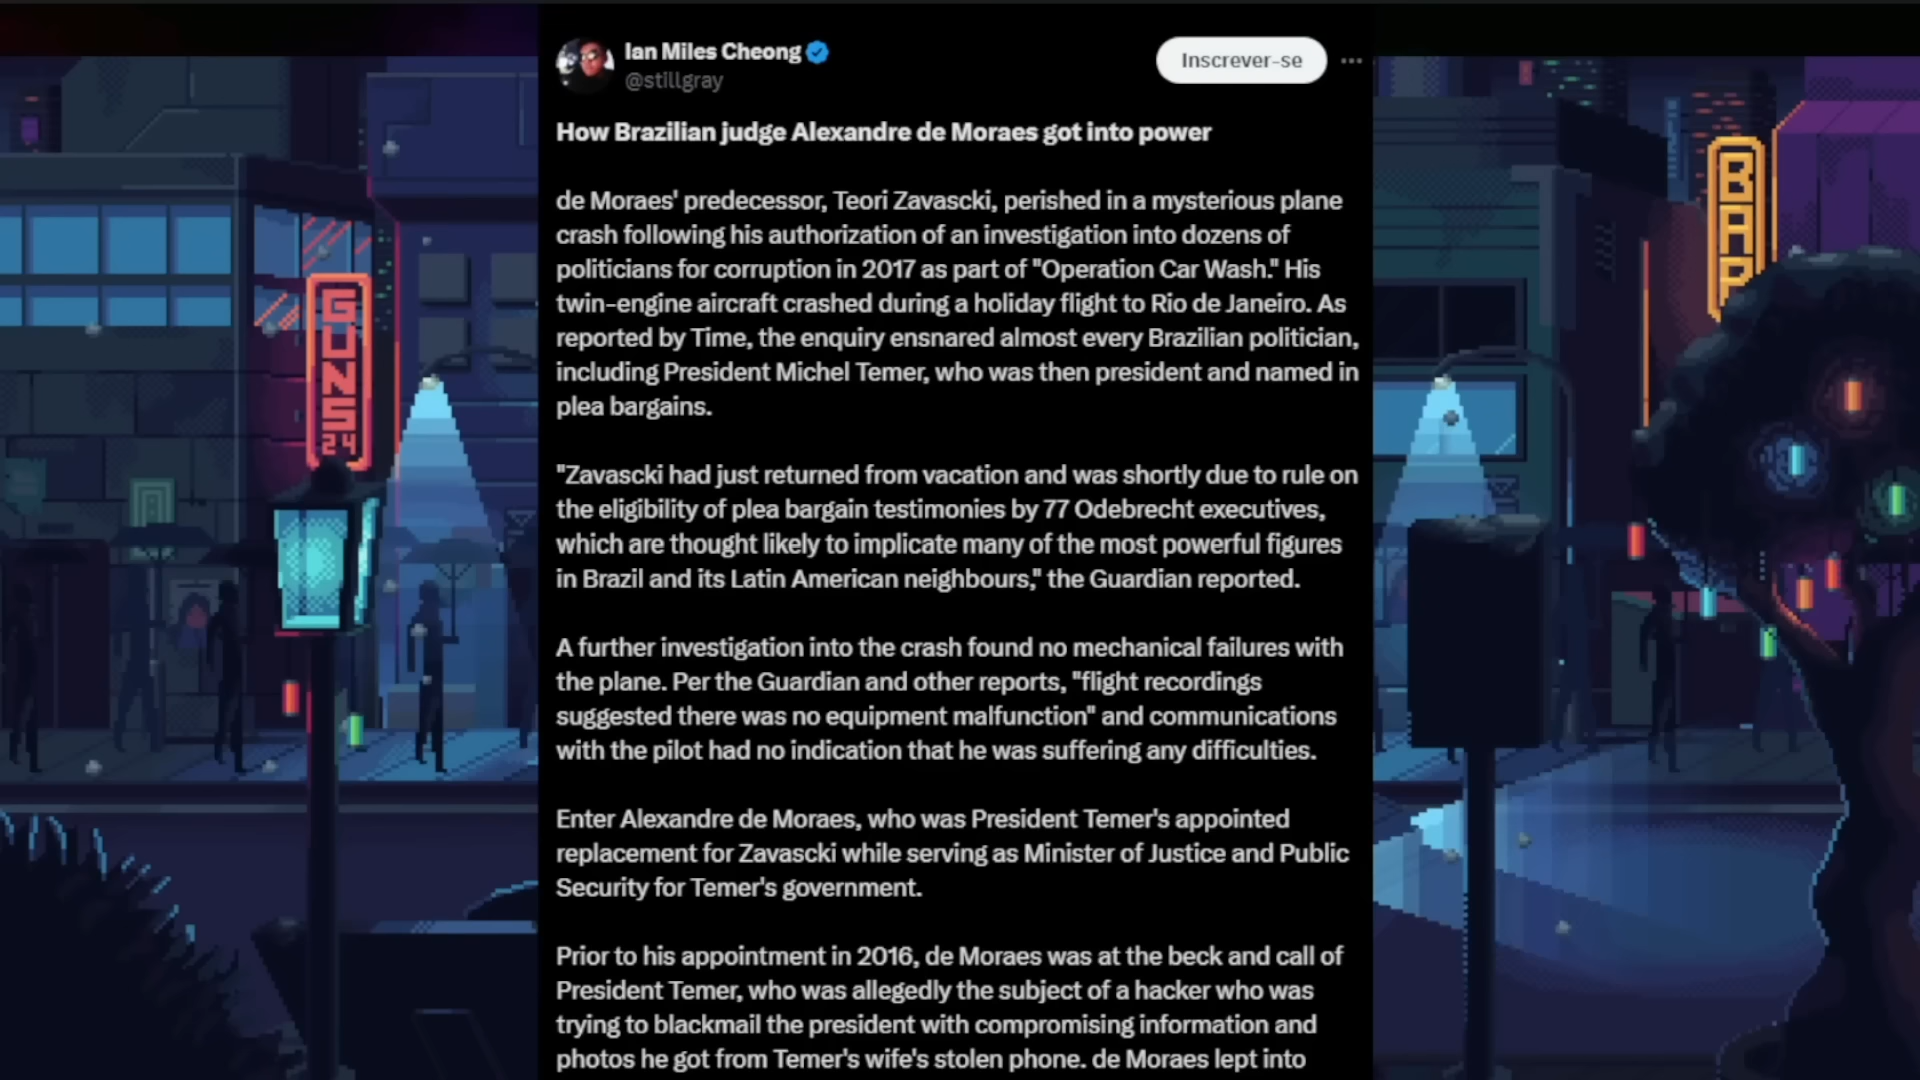 Ian Miles Cheong
@stillgray
Inscrever-se
How Brazilian judge Alexandre de Moraes got into power
de Moraes' predecessor, Teori Zavascki, perished in a mysterious plane
crash following his authorization of an investigation into dozens of
politicians for corruption in 2017 as part of "Operation Car Wash." His
twin-engine aircraft crashed during a holiday flight to Rio de Janeiro. As
reported by Time, the enquiry ensnared almost every Brazilian politician,
including President Michel Temer, who was then president and named in
plea bargains.
"Zavascki had just returned from vacation and was shortly due to rule on
the eligibility of plea bargain testimonies by 77 Odebrecht executives,
which are thought likely to implicate many of the most powerful figures
in Brazil and its Latin American neighbours," the Guardian reported.
A further investigation into the crash found no mechanical failures with
the plane. Per the Guardian and other reports, "flight recordings
suggested there was no equipment malfunction" and communications
with the pilot had no indication that he was suffering any difficulties.
Enter Alexandre de Moraes, who was President Temer's appointed
replacement for Zavascki while serving as Minister of Justice and Public
Security for Temer's government.
Prior to his appointment in 2016, de Moraes was at the beck and call of
President Temer, who was allegedly the subject of a hacker who was
trying to blackmail the president with compromising information and
photos he got from Temer's wife's stolen phone. de Moraes lept into
GUNS
24
BAR